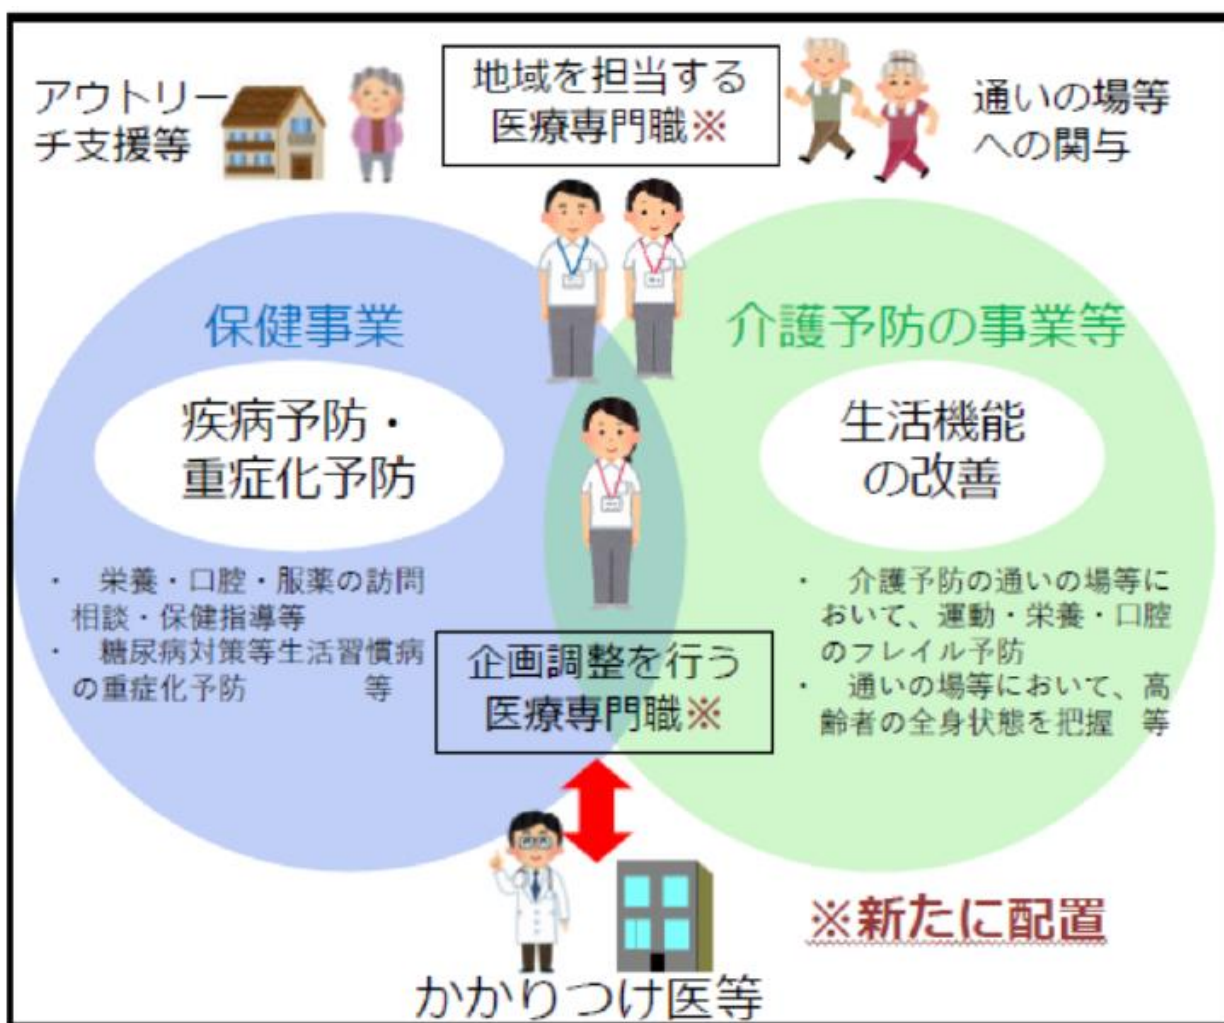 アウトリー
チ支援等
地域を担当する
医療専門職※
通いの場等
への関与
保健事業
疾病予防・
重症化予防
・ 栄養・口腔・服薬の訪問
相談・保健指導等
・ 糖尿病対策等生活習慣病
の重症化予防 等
介護予防の事業等
生活機能
の改善
・ 介護予防の通いの場等に
おいて、運動・栄養・口腔
のフレイル予防
・ 通いの場等において、高
齢者の全身状態を把握 等
企画調整を行う
医療専門職※
かかりつけ医等
※新たに配置